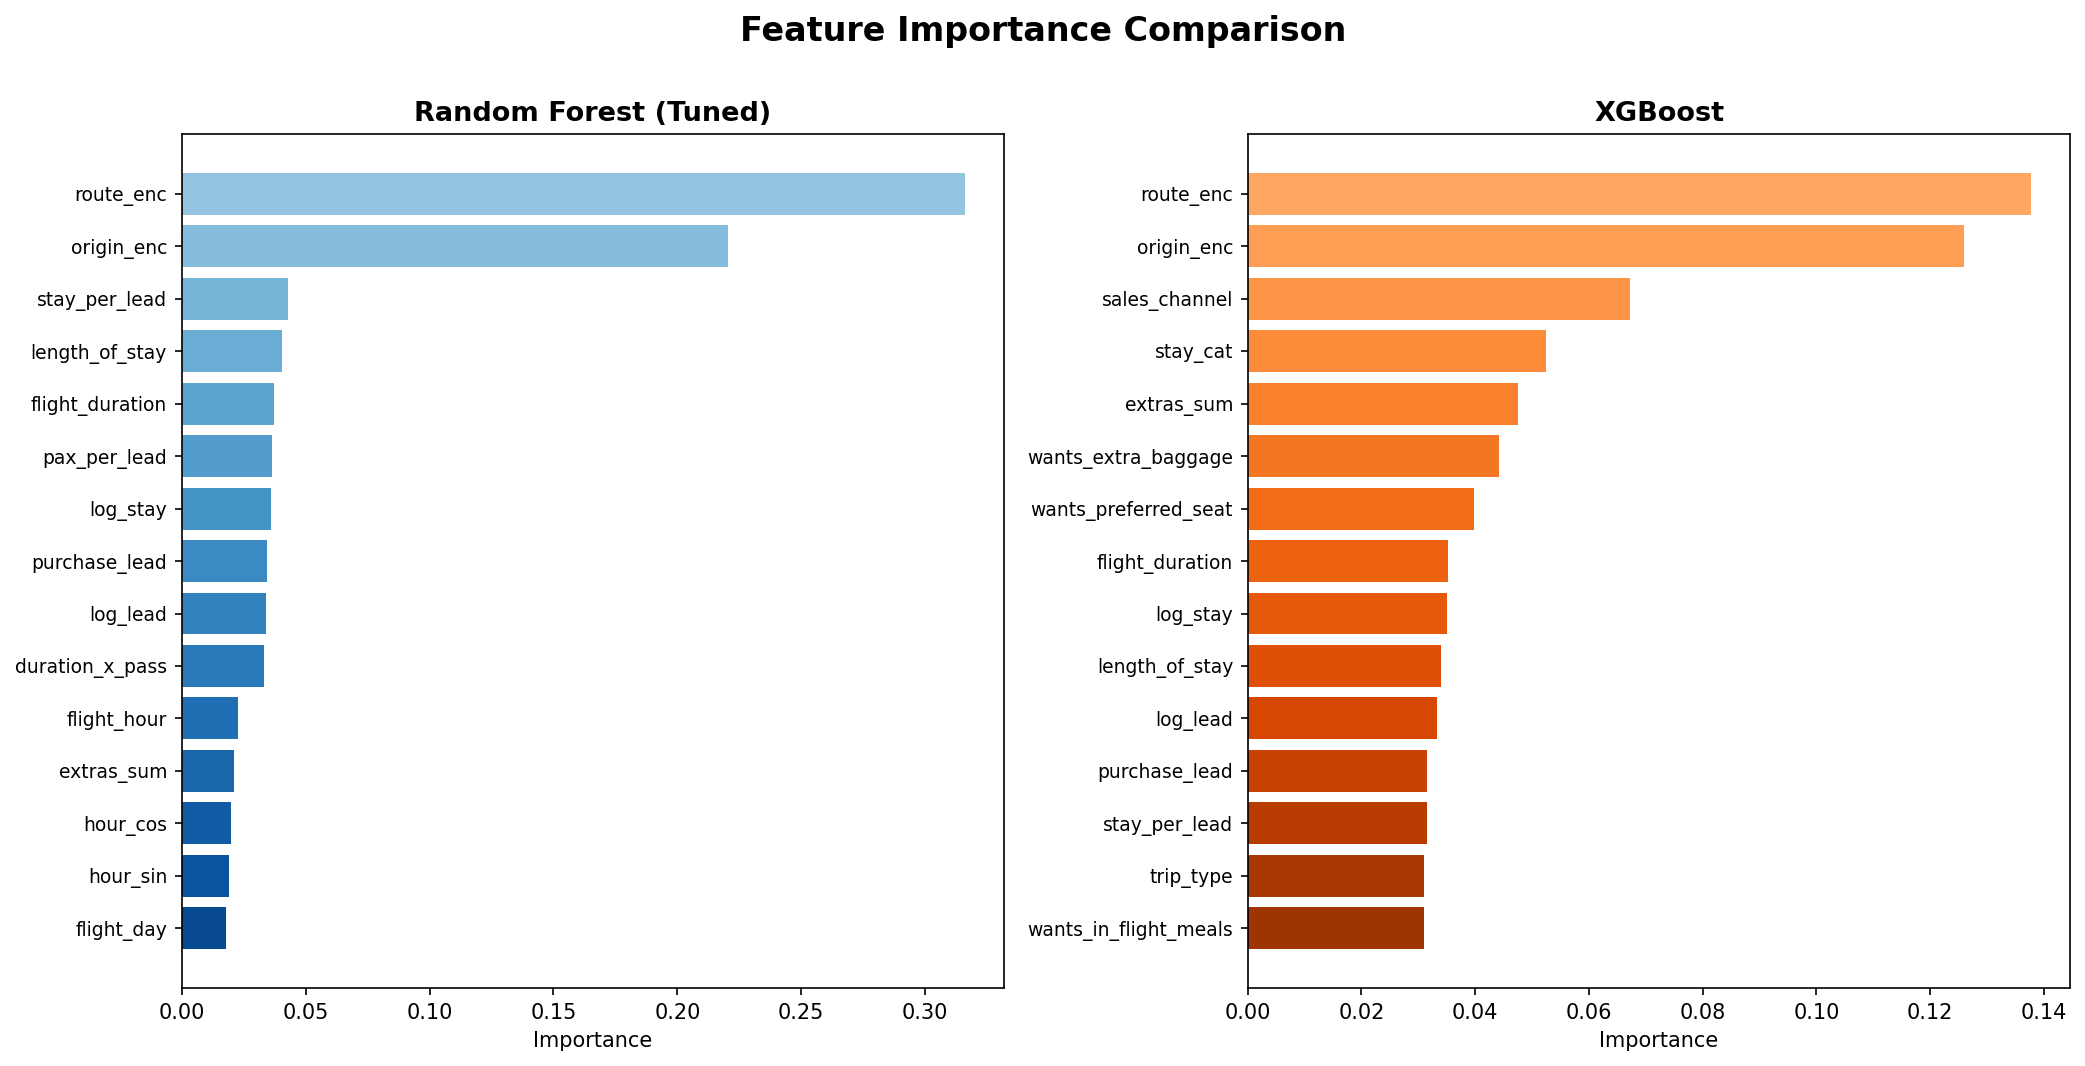 Feature Importance Comparison
Random Forest (Tuned)
route_enc
origin_enc
stay_per_lead
length_of_stay
flight_duration
pax_per_lead
log_stay
purchase_lead
log_lead
duration_x_pass
flight_hour
extras_sum
hour_cos
hour_sin
flight_day
0.00 0.05 0.10 0.15 0.20 0.25 0.30
Importance
XGBoost
route_enc
origin_enc
sales_channel
stay_cat
extras_sum
wants_extra_baggage
wants_preferred_seat
flight_duration
log_stay
length_of_stay
log_lead
purchase_lead
stay_per_lead
trip_type
wants_in_flight_meals
0.00 0.02 0.04 0.06 0.08 0.10 0.12 0.14
Importance